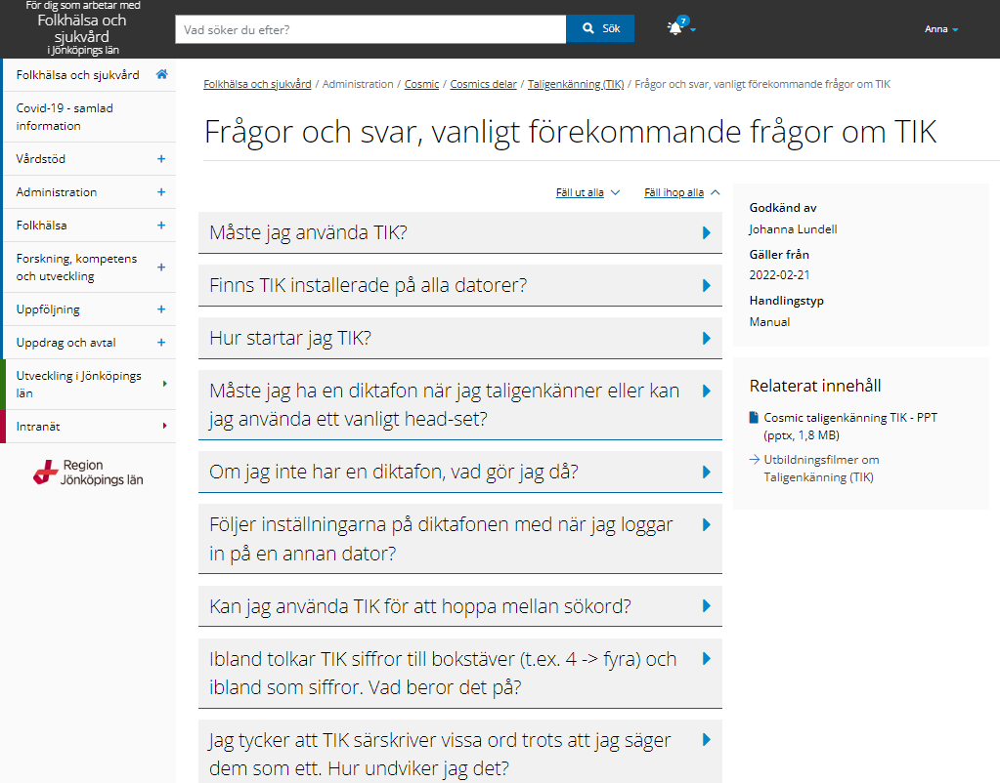 För dig som arbetar med
Folkhälsa och
sjukvård
i Jönköpings län
Vad söker du efter?
Sök
7
Anna
Folkhälsa och sjukvård
Covid-19 - samlad
information
Vårdstöd
Administration
Folkhälsa
Forskning, kompetens
och utveckling
Uppföljning
Uppdrag och avtal
Utveckling i Jönköpings
län
Intranät
Region
Jönköpings län
Folkhälsa och sjukvård / Administration / Cosmic / Cosmics delar / Taligenkänning (TIK) / Frågor och svar, vanligt förekommande frågor om TIK
Frågor och svar, vanligt förekommande frågor om TIK
Fäll ut alla Fäll ihop alla
Måste jag använda TIK?
Finns TIK installerade på alla datorer?
Hur startar jag TIK?
Måste jag ha en diktafon när jag taligenkänner eller kan
jag använda ett vanligt head-set?
Om jag inte har en diktafon, vad gör jag då?
Följer inställningarna på diktafonen med när jag loggar
in på en annan dator?
Kan jag använda TIK för att hoppa mellan sökord?
Ibland tolkar TIK siffror till bokstäver (t.ex. 4 -> fyra) och
ibland som siffror. Vad beror det på?
Jag tycker att TIK särskriver vissa ord trots att jag säger
dem som ett. Hur undviker jag det?
Godkänd av
Johanna Lundell
Gäller från
2022-02-21
Handlingstyp
Manual
Relaterat innehåll
Cosmic taligenkänning TIK - PPT
(pptx, 1,8 MB)
Utbildningsfilmer om
Taligenkänning (TIK)